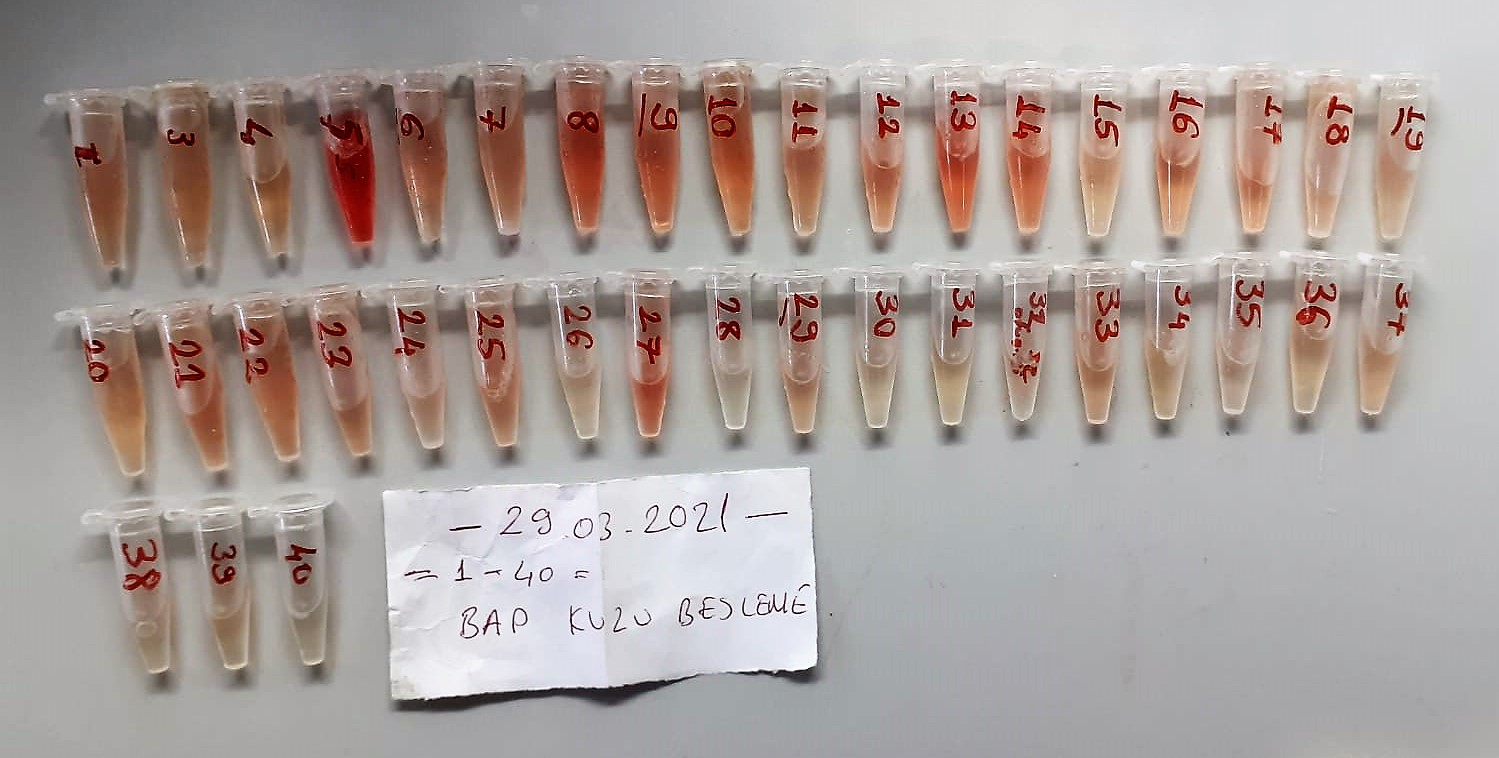 1 3 4 5 6 7 8 9 10 11 12 13 14 15 16 17 18 19
20 21 22 23 24 25 26 27 28 29 30 31 32 33 34 35 36 37
38 39 40
- 29.03.2021 -
= 1 - 40 =
BAP KUZU BESLEME